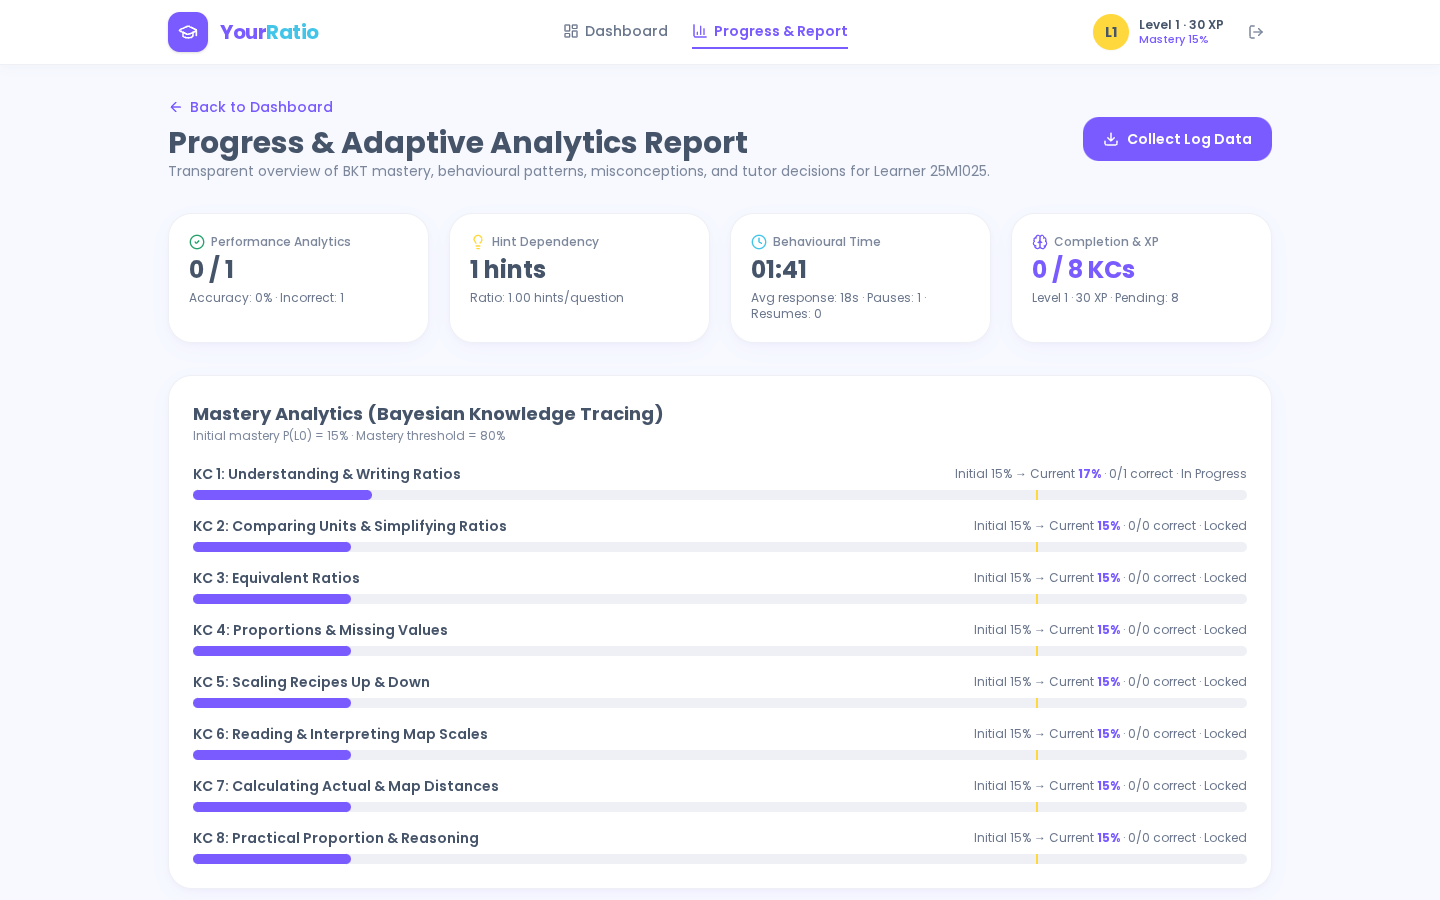 YourRatio
Dashboard
Progress & Report
L1
Level 1 · 30 XP
Mastery 15%
Back to Dashboard
Progress & Adaptive Analytics Report
Transparent overview of BKT mastery, behavioural patterns, misconceptions, and tutor decisions for Learner 25M1025.
Collect Log Data
Performance Analytics
0 / 1
Accuracy: 0% · Incorrect: 1
Hint Dependency
1 hints
Ratio: 1.00 hints/question
Behavioural Time
01:41
Avg response: 18s · Pauses: 1 ·
Resumes: 0
Completion & XP
0 / 8 KCs
Level 1 · 30 XP · Pending: 8
Mastery Analytics (Bayesian Knowledge Tracing)
Initial mastery P(L0) = 15% · Mastery threshold = 80%
KC 1: Understanding & Writing Ratios
Initial 15% → Current 17% · 0/1 correct · In Progress
KC 2: Comparing Units & Simplifying Ratios
Initial 15% → Current 15% · 0/0 correct · Locked
KC 3: Equivalent Ratios
Initial 15% → Current 15% · 0/0 correct · Locked
KC 4: Proportions & Missing Values
Initial 15% → Current 15% · 0/0 correct · Locked
KC 5: Scaling Recipes Up & Down
Initial 15% → Current 15% · 0/0 correct · Locked
KC 6: Reading & Interpreting Map Scales
Initial 15% → Current 15% · 0/0 correct · Locked
KC 7: Calculating Actual & Map Distances
Initial 15% → Current 15% · 0/0 correct · Locked
KC 8: Practical Proportion & Reasoning
Initial 15% → Current 15% · 0/0 correct · Locked